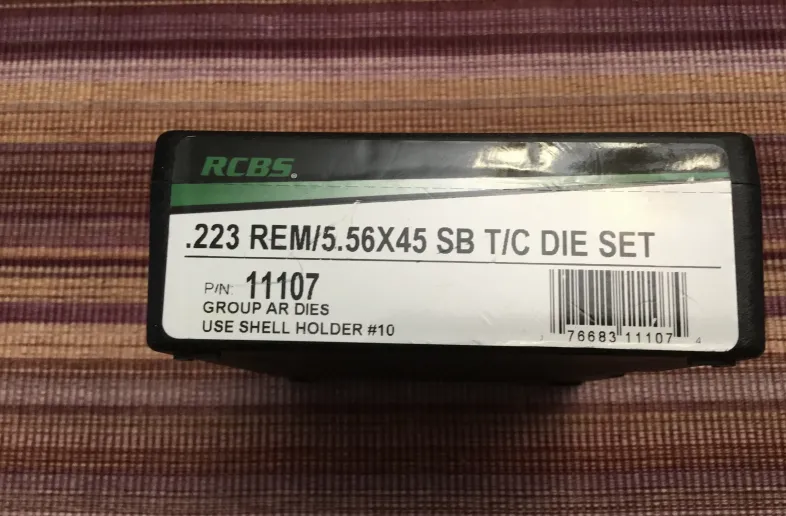 RCBS.
.223 REM/5.56X45 SB T/C DIE SET
P/N: 11107
GROUP AR DIES
USE SHELL HOLDER #10
76683 11107 4